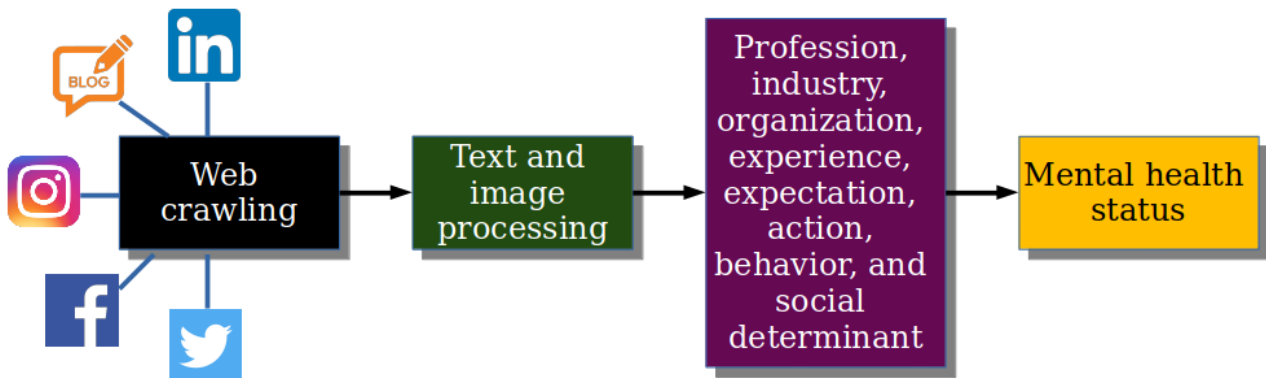 BLOG
in
Web
crawling
Text and
image
processing
Profession,
industry,
organization,
experience,
expectation,
action,
behavior, and
social
determinant
Mental health
status
f